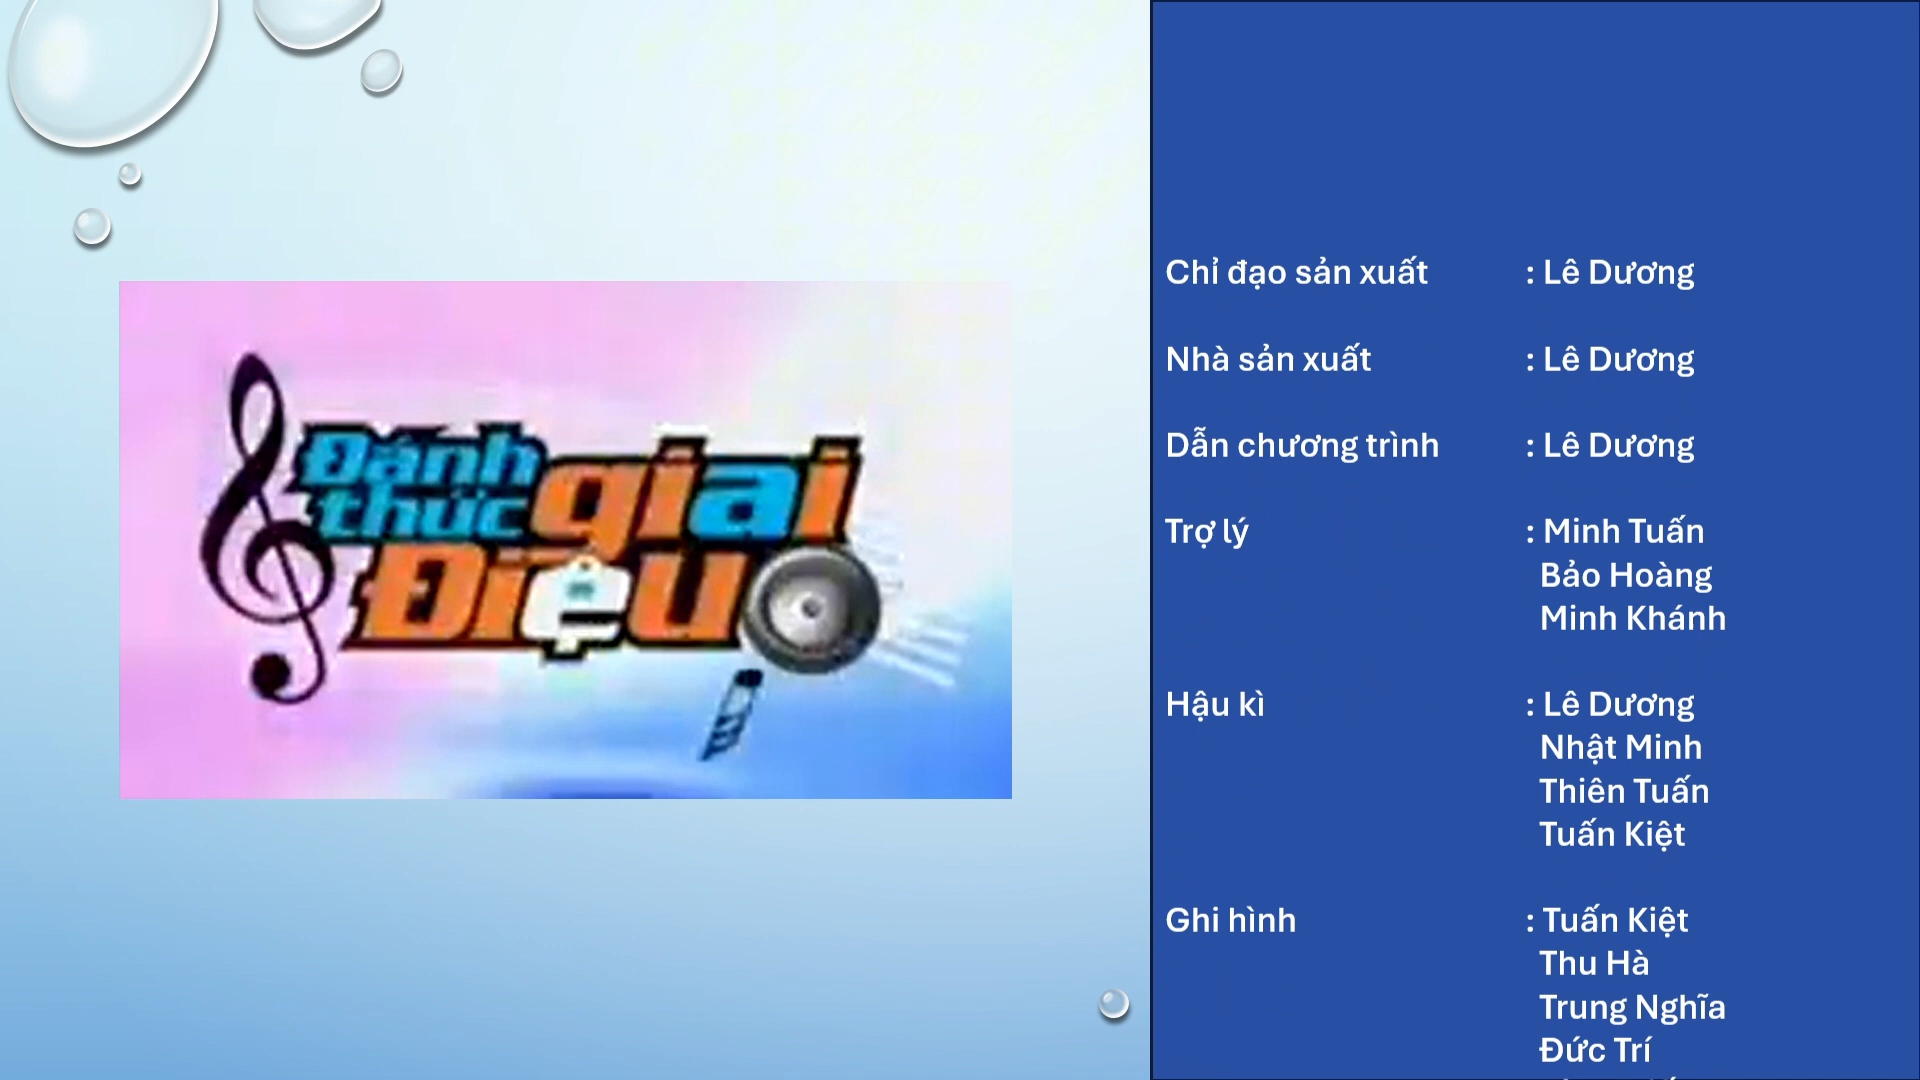 Đánh
thức giai
Điệu
Chỉ đạo sản xuất : Lê Dương
Nhà sản xuất : Lê Dương
Dẫn chương trình : Lê Dương
Trợ lý : Minh Tuấn
Bảo Hoàng
Minh Khánh
Hậu kì : Lê Dương
Nhật Minh
Thiên Tuấn
Tuấn Kiệt
Ghi hình : Tuấn Kiệt
Thu Hà
Trung Nghĩa
Đức Trí